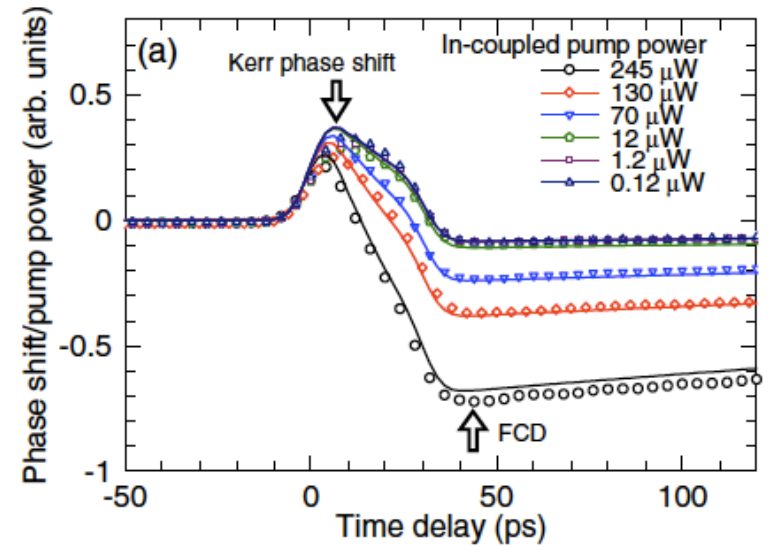 (a)
In-coupled pump power
Kerr phase shift
245 μW
130 μW
70 μW
12 μW
1.2 μW
0.12 μW
Phase shift/pump power (arb. units)
0.5
0
-0.5
-1
FCD
-50
0
50
100
Time delay (ps)